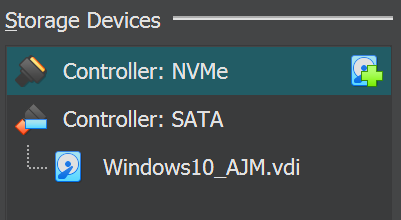 Storage Devices
Controller: NVMe
Controller: SATA
Windows10_AJM.vdi